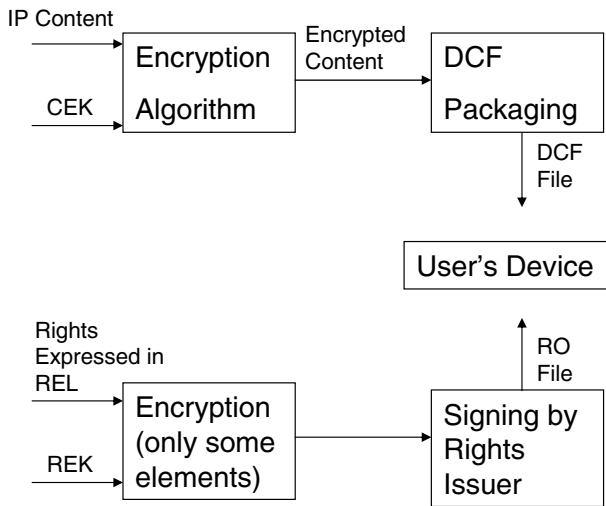 IP Content
CEK
Encryption
Algorithm
Encrypted
Content
DCF
Packaging
DCF
File
User's Device
Rights
Expressed in
REL
REK
Encryption
(only some
elements)
Signing by
Rights
Issuer
RO
File